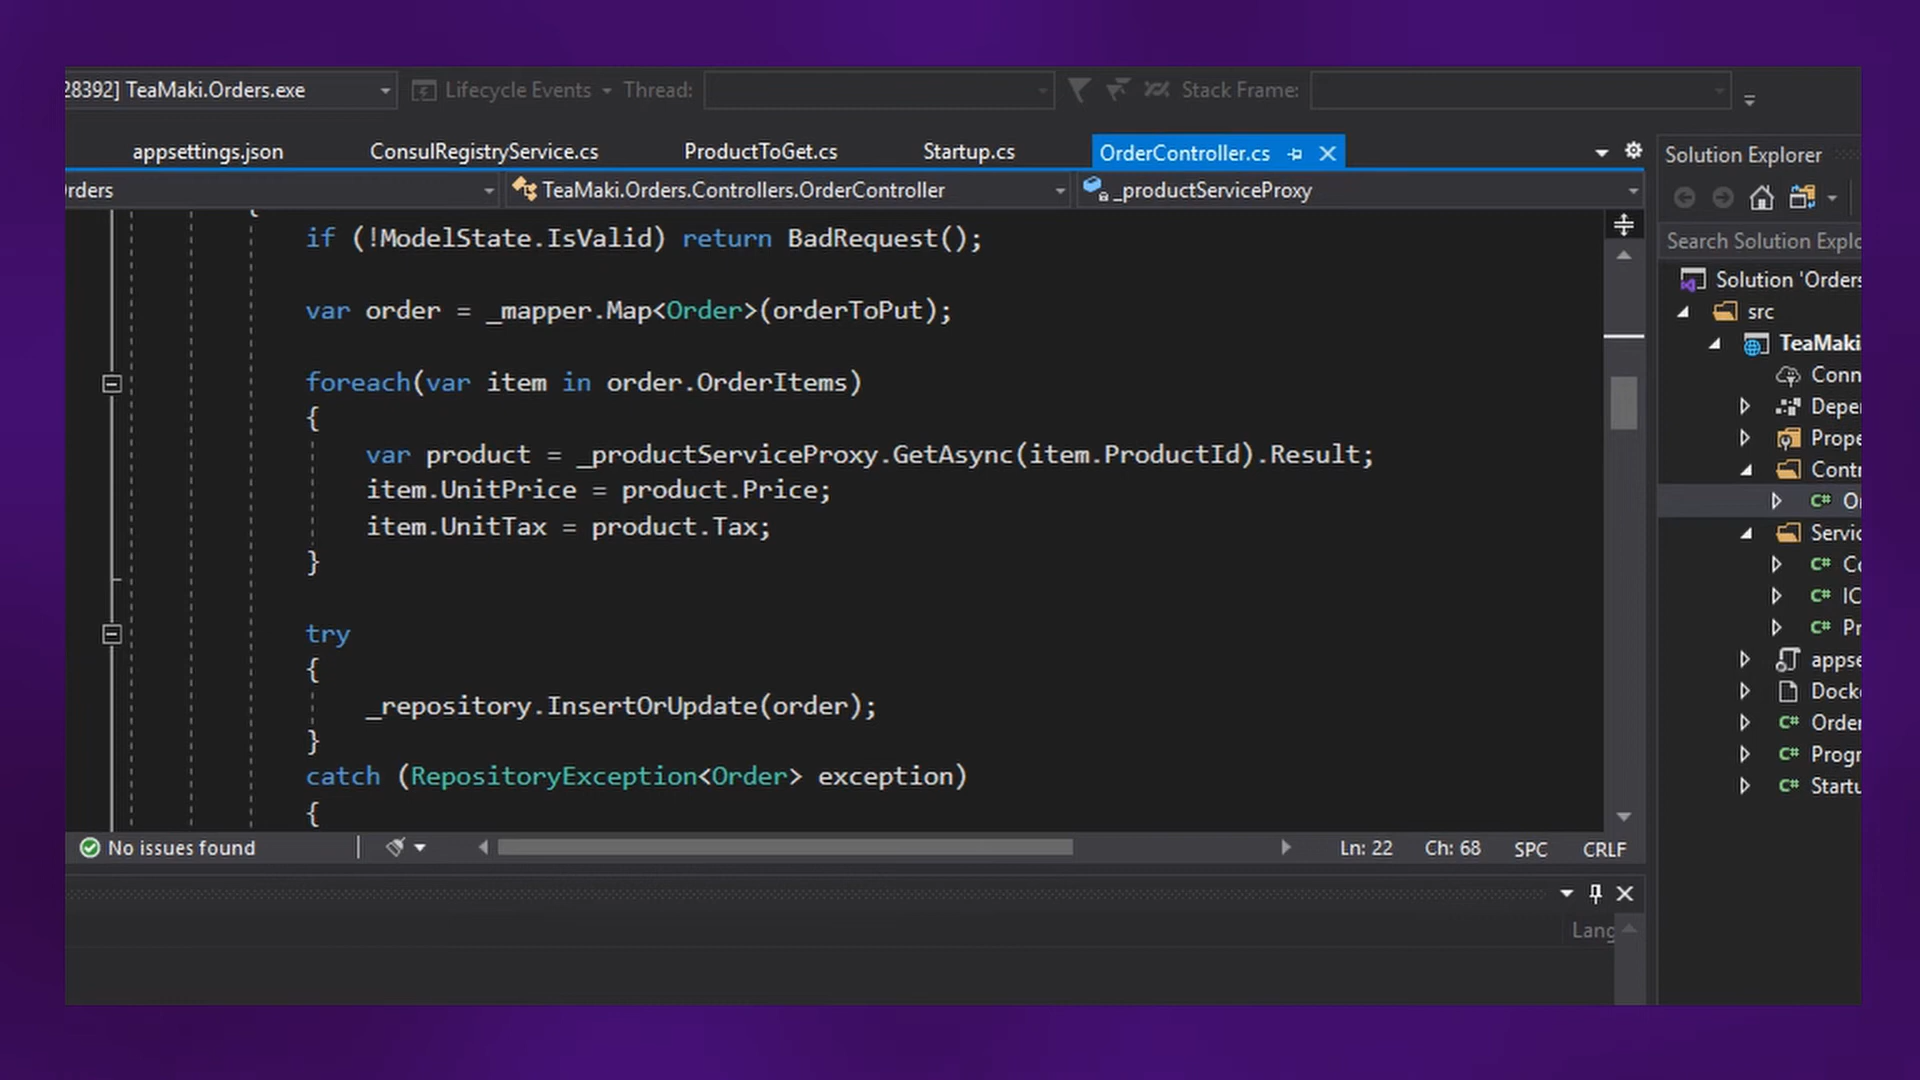 28392] TeaMaki.Orders.exe Lifecycle Events Thread: Stack Frame:
appsettings.json ConsulRegistryService.cs ProductToGet.cs Startup.cs OrderController.cs
rders TeaMaki.Orders.Controllers.OrderController _productServiceProxy
{
if (!ModelState.IsValid) return BadRequest();
var order = _mapper.Map<Order>(orderToPut);
foreach(var item in order.OrderItems)
{
var product = _productServiceProxy.GetAsync(item.ProductId).Result;
item.UnitPrice = product.Price;
item.UnitTax = product.Tax;
}
try
{
_repository.InsertOrUpdate(order);
}
catch (RepositoryException<Order> exception)
{
No issues found Ln: 22 Ch: 68 SPC CRLF
Lang
Solution Explorer
Search Solution Explo
Solution 'Orders
src
TeaMaki
Conn
Deper
Prope
Contr
C# O
Servic
C# Co
C# IC
C# Pr
appse
Docke
C# Order
C# Progr
C# Startu